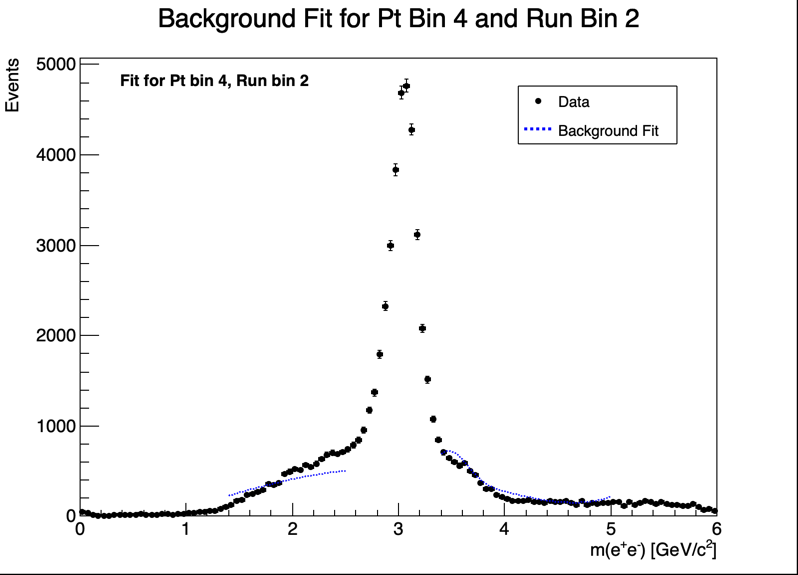 Background Fit for Pt Bin 4 and Run Bin 2
Events
Fit for Pt bin 4, Run bin 2
Data
Background Fit
5000
4000
3000
2000
1000
0
0 1 2 3 4 5 6
m(e⁺e⁻) [GeV/c²]